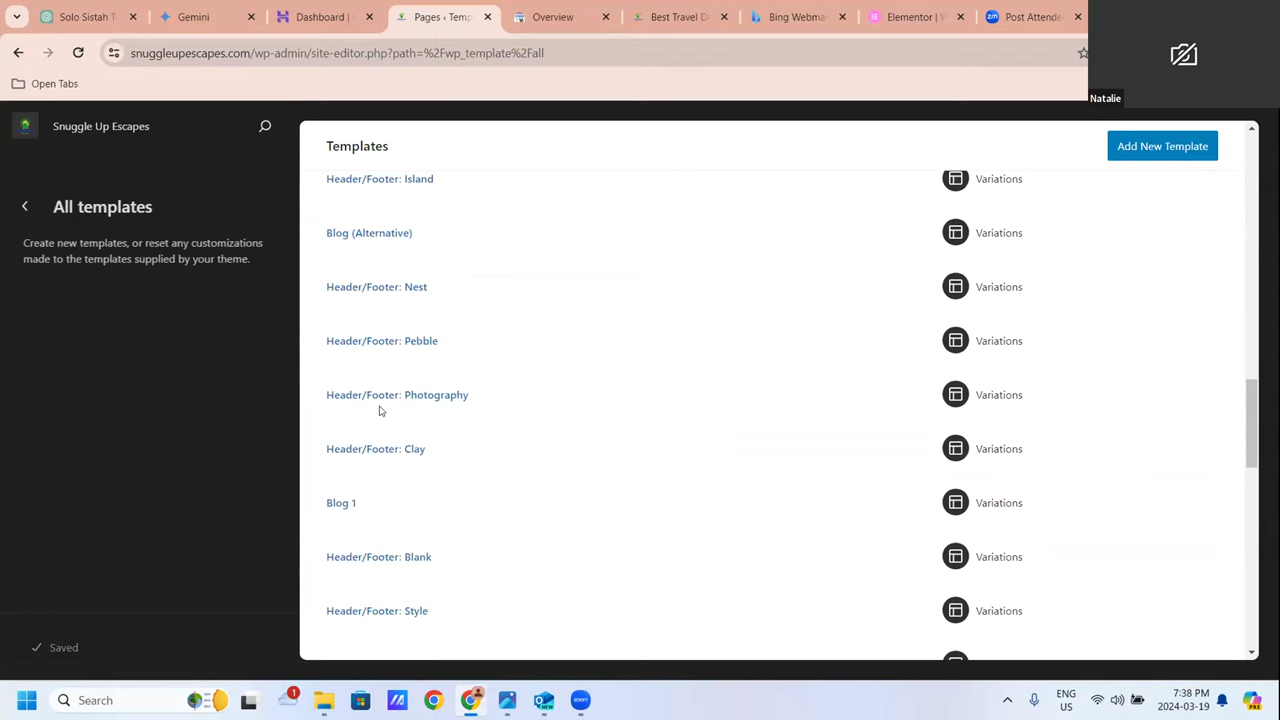 Solo Sistah T
Gemini
Dashboard |
Pages ‹ Temp
Overview
Best Travel D
Bing Webma
Elementor |
Post Attende
snuggleupescapes.com/wp-admin/site-editor.php?path=%2Fwp_template%2Fall
Open Tabs
Natalie
Snuggle Up Escapes
Templates
Add New Template
Header/Footer: Island
Variations
All templates
Create new templates, or reset any customizations
made to the templates supplied by your theme.
Blog (Alternative)
Variations
Header/Footer: Nest
Variations
Header/Footer: Pebble
Variations
Header/Footer: Photography
Variations
Header/Footer: Clay
Variations
Blog 1
Variations
Header/Footer: Blank
Variations
Header/Footer: Style
Variations
Saved
Search
1
NEW
zoom
ENG
US
7:38 PM
2024-03-19
PRE